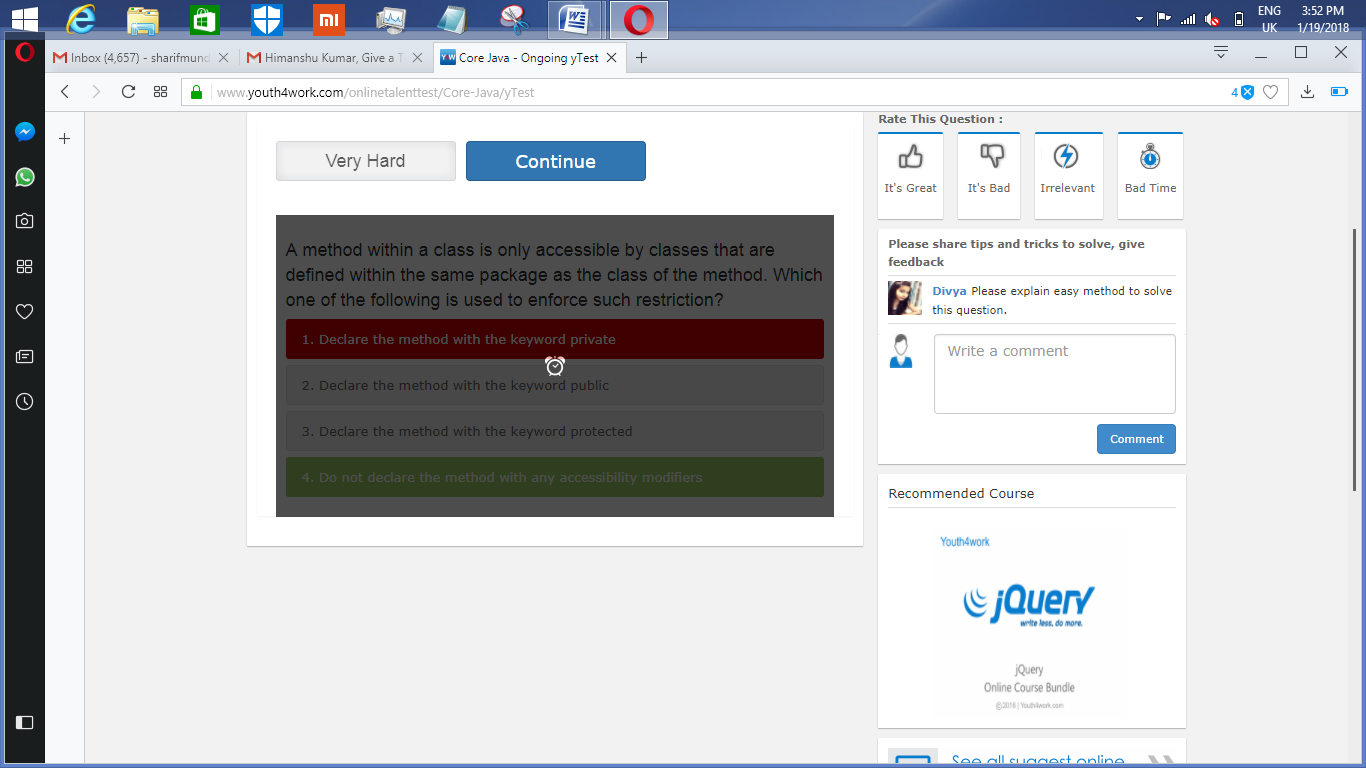 ENG
UK
3:52 PM
1/19/2018
Inbox (4,657) - sharifmund
Himanshu Kumar, Give a T
Core Java - Ongoing yTest
www.youth4work.com/onlinetalenttest/Core-Java/yTest
4
Very Hard
Continue
A method within a class is only accessible by classes that are
defined within the same package as the class of the method. Which
one of the following is used to enforce such restriction?
1. Declare the method with the keyword private
2. Declare the method with the keyword public
3. Declare the method with the keyword protected
4. Do not declare the method with any accessibility modifiers
Rate This Question :
It's Great
It's Bad
Irrelevant
Bad Time
Please share tips and tricks to solve, give
feedback
Divya Please explain easy method to solve
this question.
Write a comment
Comment
Recommended Course
Youth4work
jQuery
write less, do more.
jQuery
Online Course Bundle
©2016 | Youth4work.com
See all suggest online